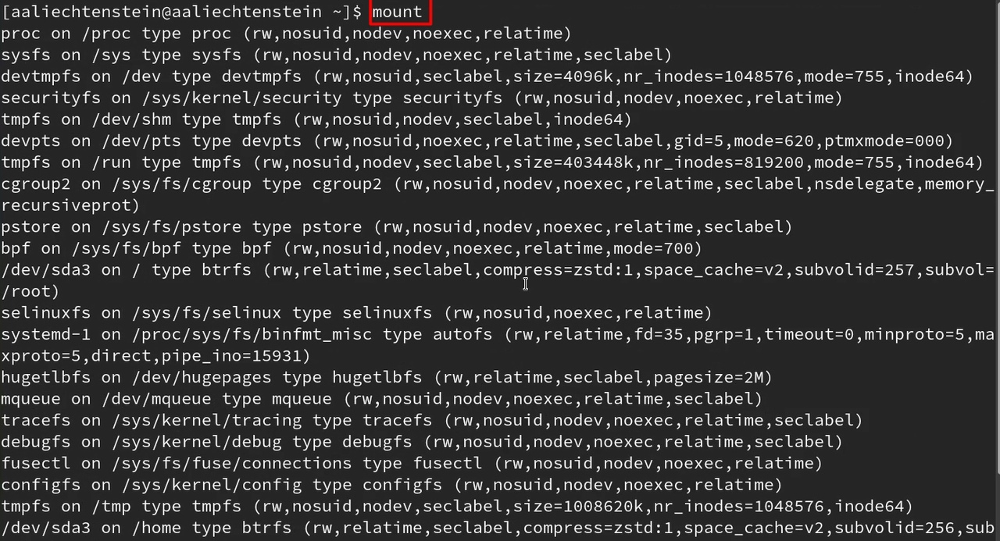 [aaliechtenstein@aaliechtenstein ~]$ mount
proc on /proc type proc (rw,nosuid,nodev,noexec,relatime)
sysfs on /sys type sysfs (rw,nosuid,nodev,noexec,relatime,seclabel)
devtmpfs on /dev type devtmpfs (rw,nosuid,seclabel,size=4096k,nr_inodes=1048576,mode=755,inode64)
securityfs on /sys/kernel/security type securityfs (rw,nosuid,nodev,noexec,relatime)
tmpfs on /dev/shm type tmpfs (rw,nosuid,nodev,seclabel,inode64)
devpts on /dev/pts type devpts (rw,nosuid,noexec,relatime,seclabel,gid=5,mode=620,ptmxmode=000)
tmpfs on /run type tmpfs (rw,nosuid,nodev,seclabel,size=403448k,nr_inodes=819200,mode=755,inode64)
cgroup2 on /sys/fs/cgroup type cgroup2 (rw,nosuid,nodev,noexec,relatime,seclabel,nsdelegate,memory_
recursiveprot)
pstore on /sys/fs/pstore type pstore (rw,nosuid,nodev,noexec,relatime,seclabel)
bpf on /sys/fs/bpf type bpf (rw,nosuid,nodev,noexec,relatime,mode=700)
/dev/sda3 on / type btrfs (rw,relatime,seclabel,compress=zstd:1,space_cache=v2,subvolid=257,subvol=
/root)
selinuxfs on /sys/fs/selinux type selinuxfs (rw,nosuid,noexec,relatime)
systemd-1 on /proc/sys/fs/binfmt_misc type autofs (rw,relatime,fd=35,pgrp=1,timeout=0,minproto=5,ma
xproto=5,direct,pipe_ino=15931)
hugetlbfs on /dev/hugepages type hugetlbfs (rw,relatime,seclabel,pagesize=2M)
mqueue on /dev/mqueue type mqueue (rw,nosuid,nodev,noexec,relatime,seclabel)
tracefs on /sys/kernel/tracing type tracefs (rw,nosuid,nodev,noexec,relatime,seclabel)
debugfs on /sys/kernel/debug type debugfs (rw,nosuid,nodev,noexec,relatime,seclabel)
fusectl on /sys/fs/fuse/connections type fusectl (rw,nosuid,nodev,noexec,relatime)
configfs on /sys/kernel/config type configfs (rw,nosuid,nodev,noexec,relatime)
tmpfs on /tmp type tmpfs (rw,nosuid,nodev,seclabel,size=1008620k,nr_inodes=1048576,inode64)
/dev/sda3 on /home type btrfs (rw,relatime,seclabel,compress=zstd:1,space_cache=v2,subvolid=256,sub